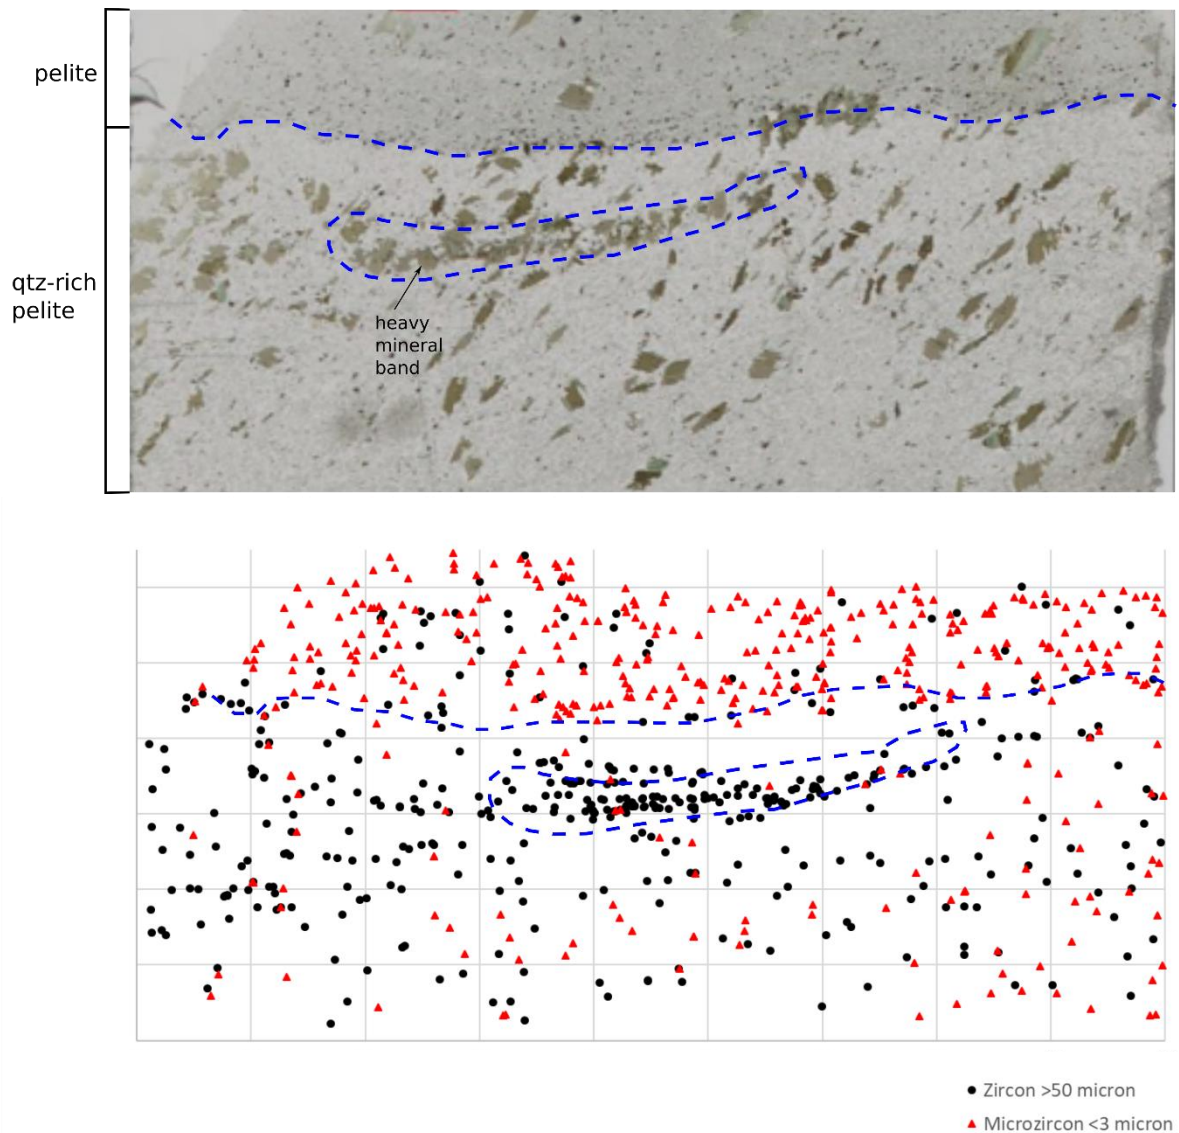 pelite
qtz-rich
pelite
heavy
mineral
band
Zircon >50 micron
Microzircon <3 micron